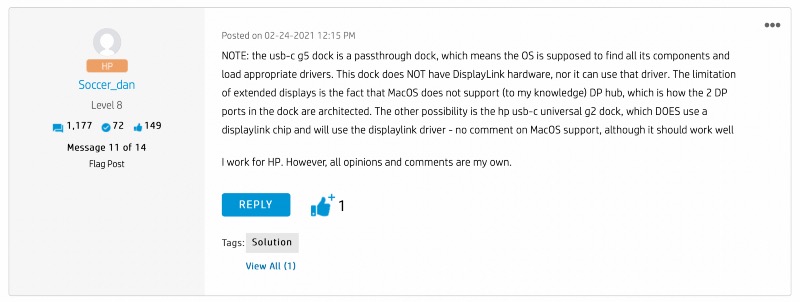 HP
Soccer_dan
Level 8
1,177 72 149
Message 11 of 14
Flag Post
Posted on 02-24-2021 12:15 PM
NOTE: the usb-c g5 dock is a passthrough dock, which means the OS is supposed to find all its components and
load appropriate drivers. This dock does NOT have DisplayLink hardware, nor it can use that driver. The limitation
of extended displays is the fact that MacOS does not support (to my knowledge) DP hub, which is how the 2 DP
ports in the dock are architected. The other possibility is the hp usb-c universal g2 dock, which DOES use a
displaylink chip and will use the displaylink driver - no comment on MacOS support, although it should work well
I work for HP. However, all opinions and comments are my own.
REPLY 1
Tags: Solution
View All (1)